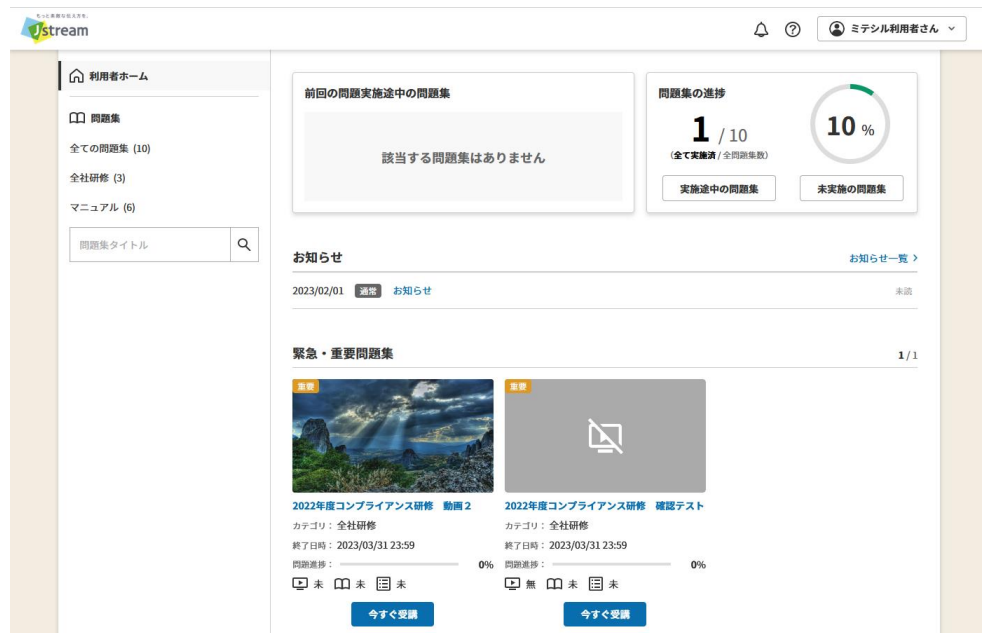 もっと素敵な伝え方を。
Jstream
ミテシル利用者さん
利用者ホーム
問題集
全ての問題集 (10)
全社研修 (3)
マニュアル (6)
問題集タイトル
前回の問題実施途中の問題集
該当する問題集はありません
問題集の進捗
1 / 10
(全て実施済 / 全問題集数)
10 %
実施途中の問題集
未実施の問題集
お知らせ
お知らせ一覧
2023/02/01 通常 お知らせ 未読
緊急・重要問題集
1 / 1
重要
2022年度コンプライアンス研修 動画2
カテゴリ: 全社研修
終了日時: 2023/03/31 23:59
問題進捗: 0%
未 未 未
今すぐ受講
重要
2022年度コンプライアンス研修 確認テスト
カテゴリ: 全社研修
終了日時: 2023/03/31 23:59
問題進捗: 0%
無 未 未
今すぐ受講